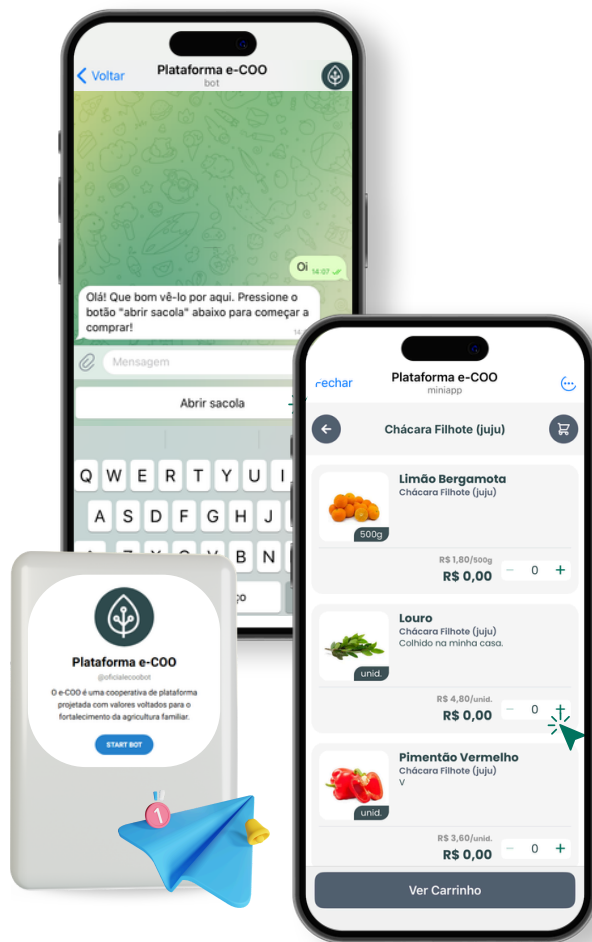 Voltar
Plataforma e-COO
bot
Oi 14:07
Olá! Que bom vê-lo por aqui. Pressione o
botão "abrir sacola" abaixo para começar a
comprar!
Mensagem
Abrir sacola
Q W E R T Y U I
A S D F G H J
V B N
Plataforma e-COO
@oficialecoobot
O e-COO é uma cooperativa de plataforma
projetada com valores voltados para o
fortalecimento da agricultura familiar.
START BOT
1
Fechar
Plataforma e-COO
miniapp
Chácara Filhote (juju)
Limão Bergamota
Chácara Filhote (juju)
500g
R$ 1,80/500g
R$ 0,00 − 0 +
Louro
Chácara Filhote (juju)
Colhido na minha casa.
unid.
R$ 4,80/unid.
R$ 0,00 − 0 +
Pimentão Vermelho
Chácara Filhote (juju)
V
unid.
R$ 3,60/unid.
R$ 0,00 − 0 +
Ver Carrinho